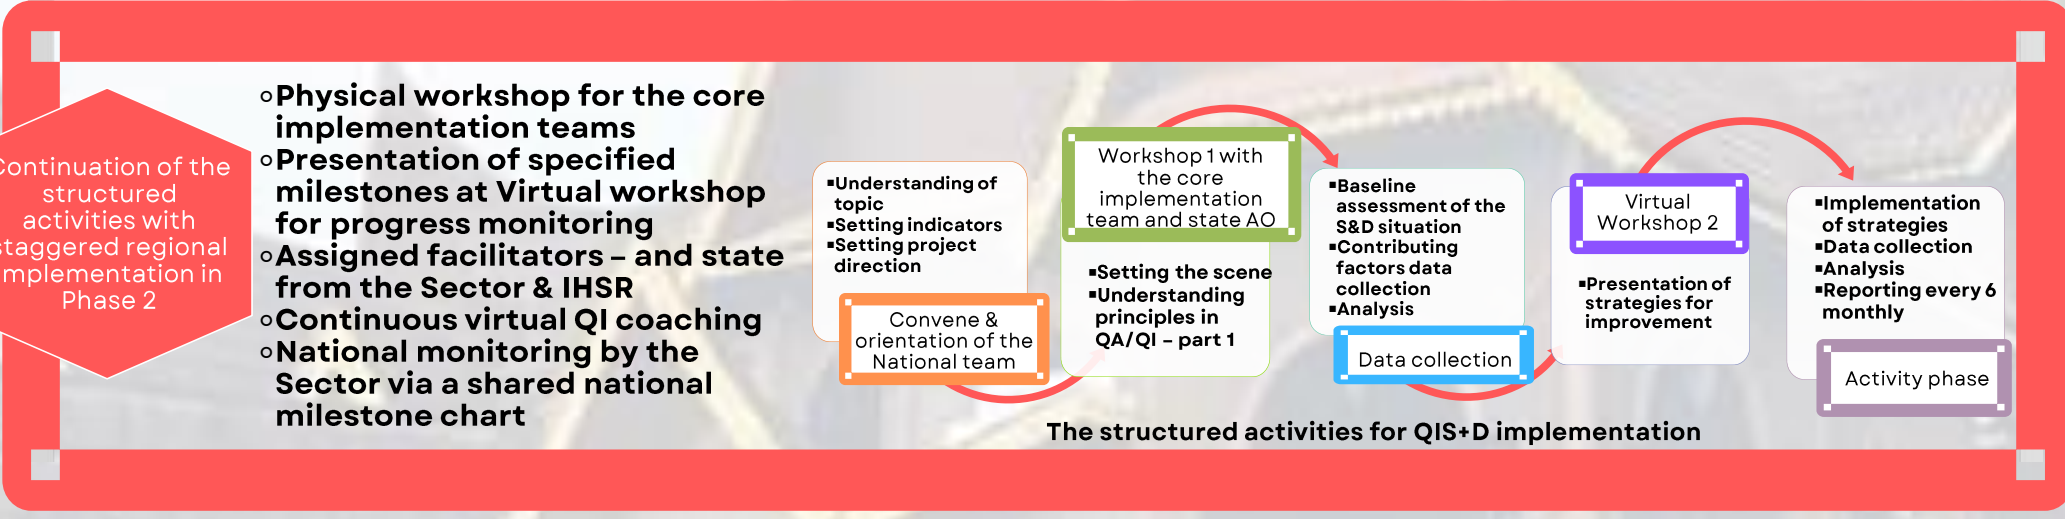 Continuation of the
structured
activities with
staggered regional
implementation in
Phase 2
Physical workshop for the core
implementation teams
Presentation of specified
milestones at Virtual workshop
for progress monitoring
Assigned facilitators – and state
from the Sector & IHSR
Continuous virtual QI coaching
National monitoring by the
Sector via a shared national
milestone chart
▪Understanding of
topic
▪Setting indicators
▪Setting project
direction
Convene &
orientation of the
National team
Workshop 1 with
the core
implementation
team and state AO
▪Setting the scene
▪Understanding
principles in
QA/QI – part 1
▪Baseline
assessment of the
S&D situation
▪Contributing
factors data
collection
▪Analysis
Data collection
Virtual
Workshop 2
▪Presentation of
strategies for
improvement
▪Implementation
of strategies
▪Data collection
▪Analysis
▪Reporting every 6
monthly
Activity phase
The structured activities for QIS+D implementation